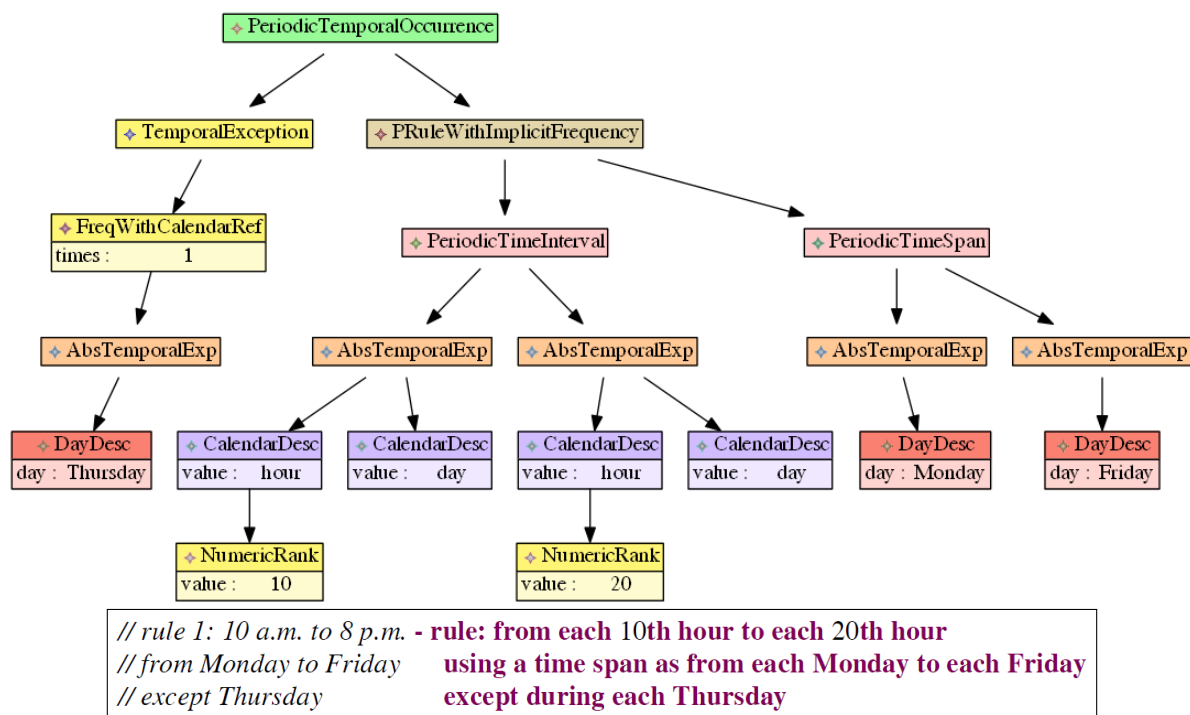 PeriodicTemporalOccurrence
TemporalException
PRuleWithImplicitFrequency
FreqWithCalendarRef
times : 1
PeriodicTimeInterval
PeriodicTimeSpan
AbsTemporalExp
AbsTemporalExp
AbsTemporalExp
AbsTemporalExp
AbsTemporalExp
DayDesc
day : Thursday
CalendarDesc
value : hour
CalendarDesc
value : day
CalendarDesc
value : hour
CalendarDesc
value : day
DayDesc
day : Monday
DayDesc
day : Friday
NumericRank
value : 10
NumericRank
value : 20
// rule 1: 10 a.m. to 8 p.m. - rule: from each 10th hour to each 20th hour
// from Monday to Friday using a time span as from each Monday to each Friday
// except Thursday except during each Thursday